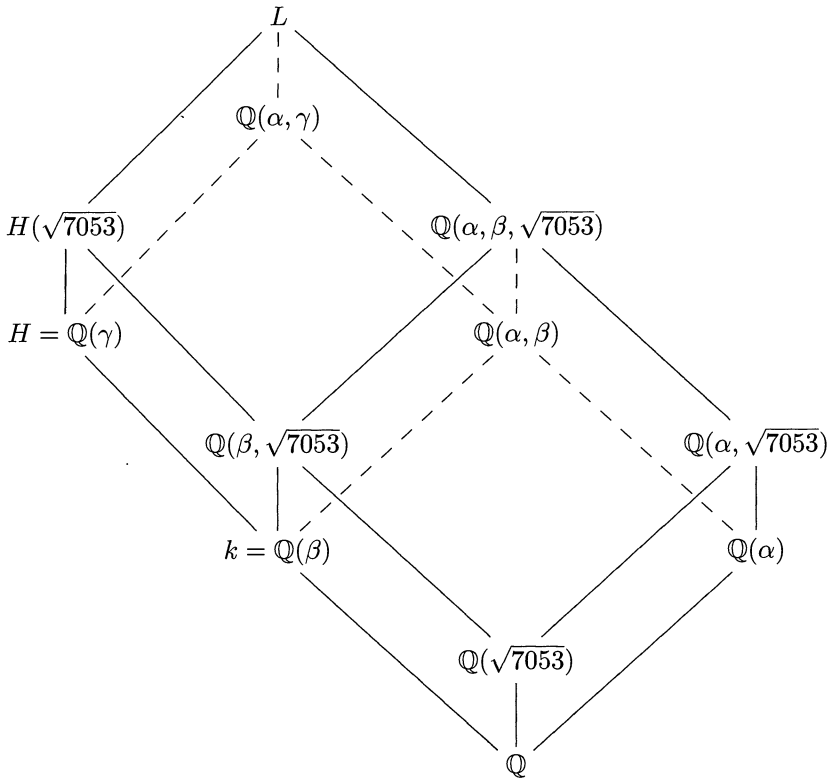 L
ℚ(α, γ)
H(√7053)
ℚ(α, β, √7053)
H = ℚ(γ)
ℚ(α, β)
ℚ(β, √7053)
ℚ(α, √7053)
k = ℚ(β)
ℚ(α)
ℚ(√7053)
ℚ